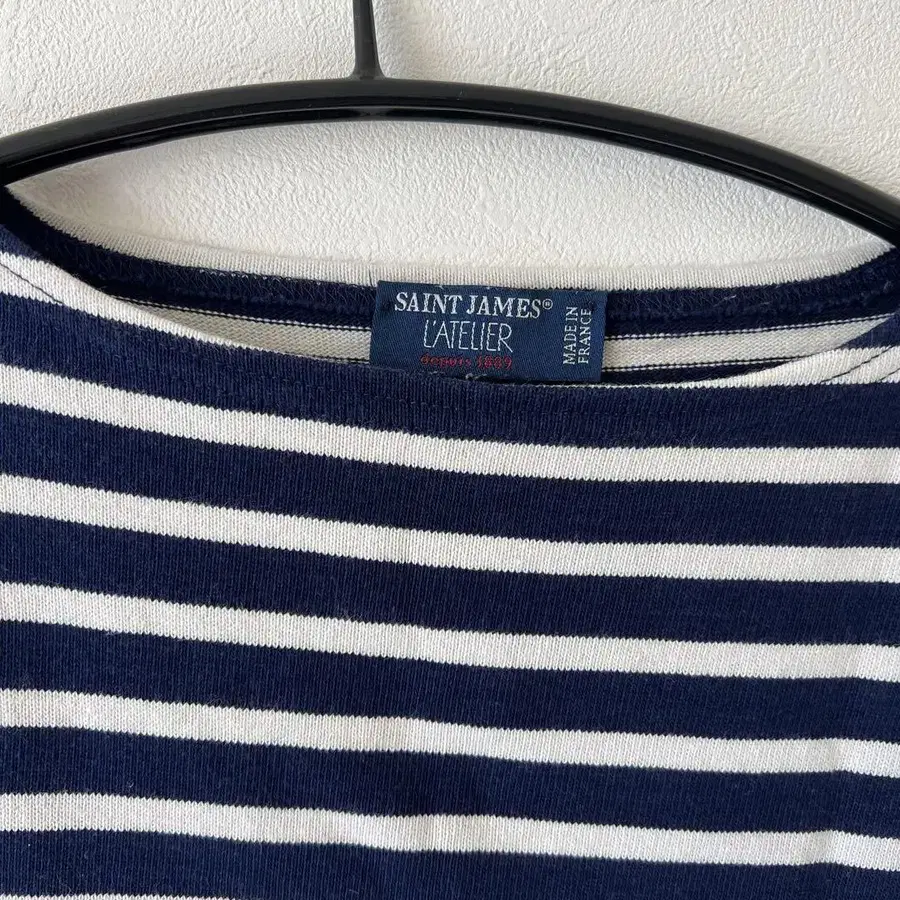 SAINT JAMES®
L'ATELIER
depuis 1889
MADE IN
FRANCE